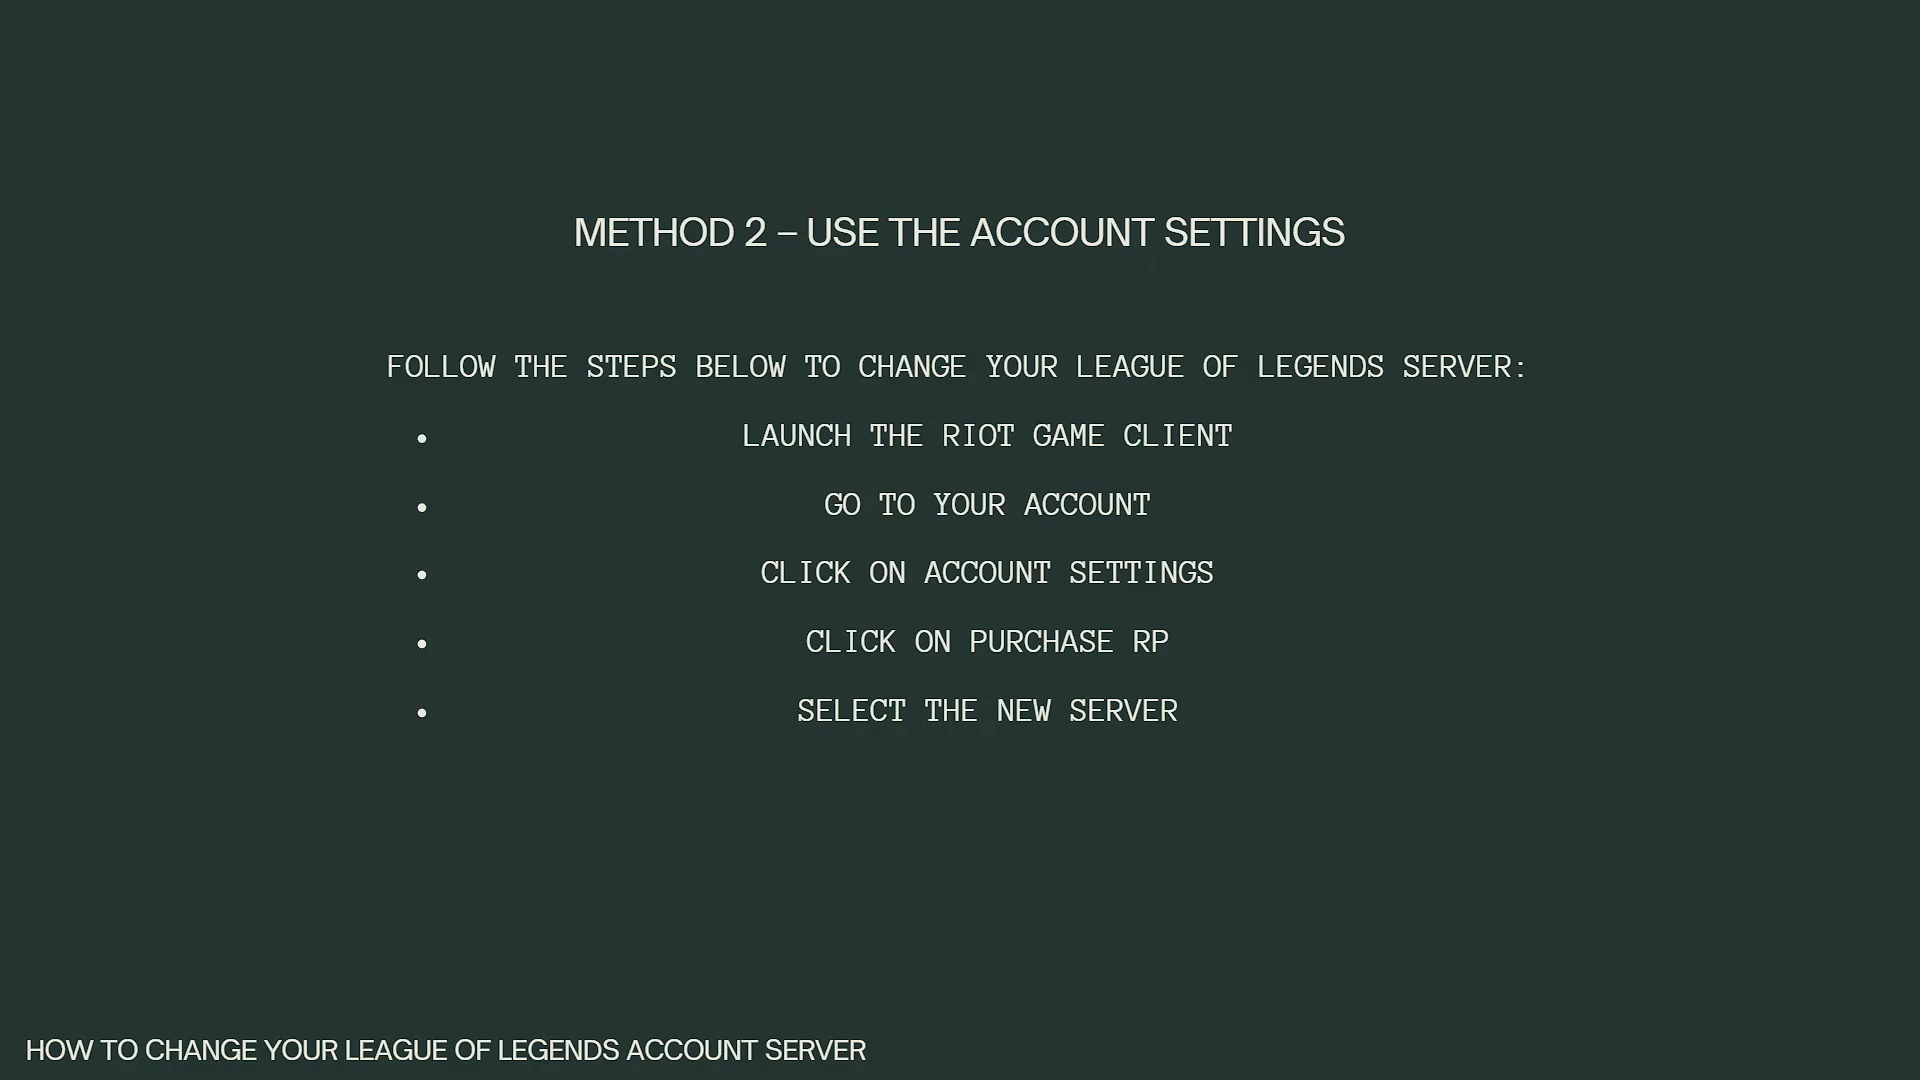 METHOD 2 – USE THE ACCOUNT SETTINGS
FOLLOW THE STEPS BELOW TO CHANGE YOUR LEAGUE OF LEGENDS SERVER:
• LAUNCH THE RIOT GAME CLIENT
• GO TO YOUR ACCOUNT
• CLICK ON ACCOUNT SETTINGS
• CLICK ON PURCHASE RP
• SELECT THE NEW SERVER
HOW TO CHANGE YOUR LEAGUE OF LEGENDS ACCOUNT SERVER